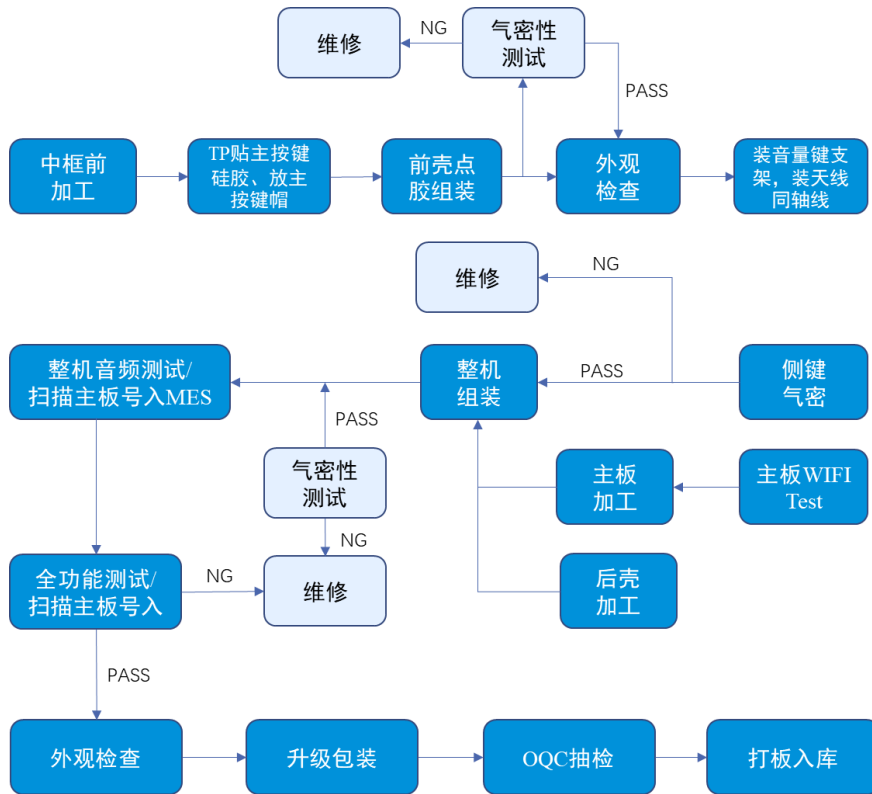 NG
维修
气密性
测试
PASS
中框前
加工
TP贴主按键
硅胶、放主
按键帽
前壳点
胶组装
外观
检查
装音量键支
架，装天线
同轴线
维修
NG
整机音频测试/
扫描主板号入MES
整机
组装
PASS
侧键
气密
PASS
气密性
测试
主板
加工
主板WIFI
Test
NG
全功能测试/
扫描主板号入
NG
维修
后壳
加工
PASS
外观检查
升级包装
OQC抽检
打板入库